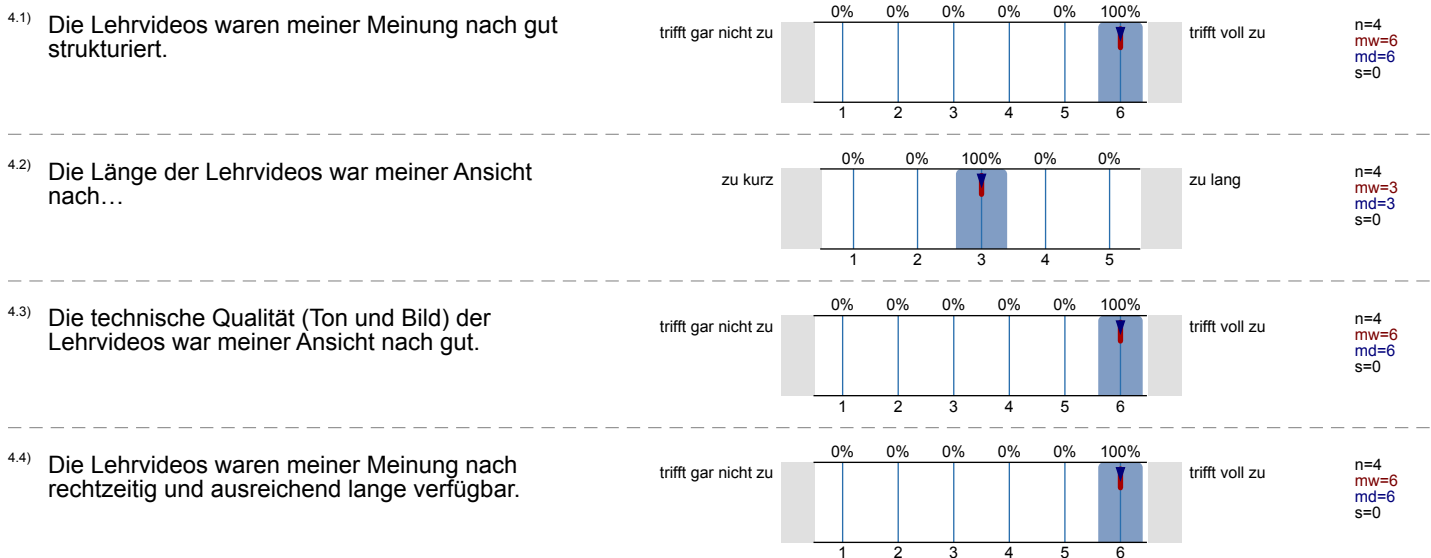 4.1) Die Lehrvideos waren meiner Meinung nach gut
strukturiert.
trifft gar nicht zu
0% 0% 0% 0% 0% 100%
1 2 3 4 5 6
trifft voll zu
n=4
mw=6
md=6
s=0
4.2) Die Länge der Lehrvideos war meiner Ansicht
nach…
zu kurz
0% 0% 100% 0% 0%
1 2 3 4 5
zu lang
n=4
mw=3
md=3
s=0
4.3) Die technische Qualität (Ton und Bild) der
Lehrvideos war meiner Ansicht nach gut.
trifft gar nicht zu
0% 0% 0% 0% 0% 100%
1 2 3 4 5 6
trifft voll zu
n=4
mw=6
md=6
s=0
4.4) Die Lehrvideos waren meiner Meinung nach
rechtzeitig und ausreichend lange verfügbar.
trifft gar nicht zu
0% 0% 0% 0% 0% 100%
1 2 3 4 5 6
trifft voll zu
n=4
mw=6
md=6
s=0